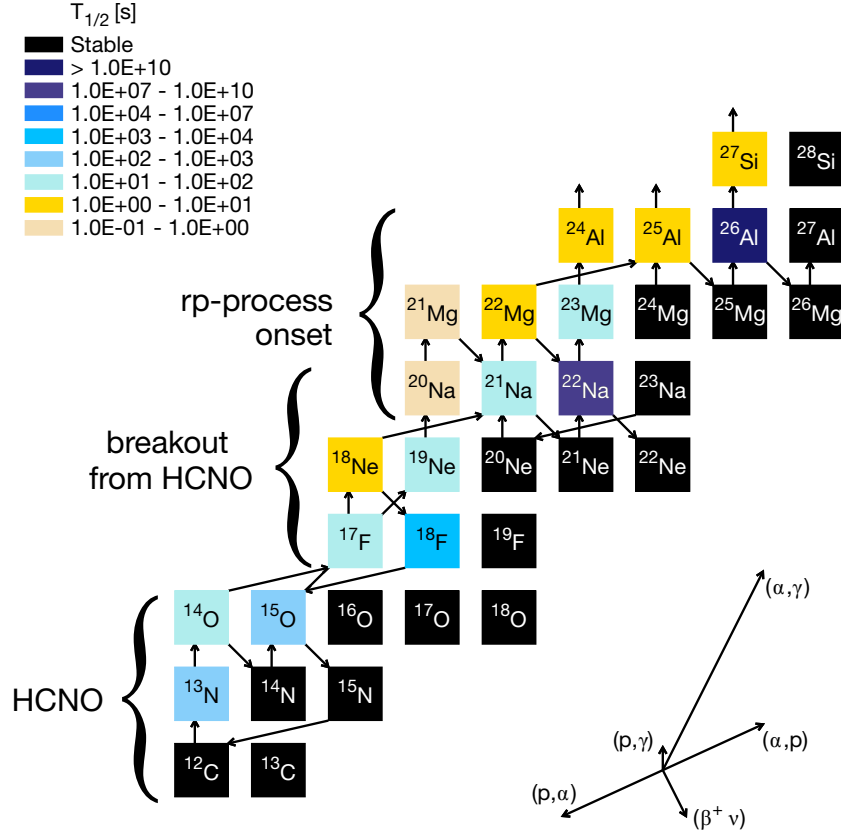 T1/2 [s]
Stable
> 1.0E+10
1.0E+07 - 1.0E+10
1.0E+04 - 1.0E+07
1.0E+03 - 1.0E+04
1.0E+02 - 1.0E+03
1.0E+01 - 1.0E+02
1.0E+00 - 1.0E+01
1.0E-01 - 1.0E+00
27Si 28Si
24Al 25Al 26Al 27Al
rp-process
onset
21Mg 22Mg 23Mg 24Mg 25Mg 26Mg
20Na 21Na 22Na 23Na
breakout
from HCNO
18Ne 19Ne 20Ne 21Ne 22Ne
17F 18F 19F
14O 15O 16O 17O 18O
HCNO
13N 14N 15N
12C 13C
(α,γ)
(p,γ)
(α,p)
(p,α)
(β+ ν)